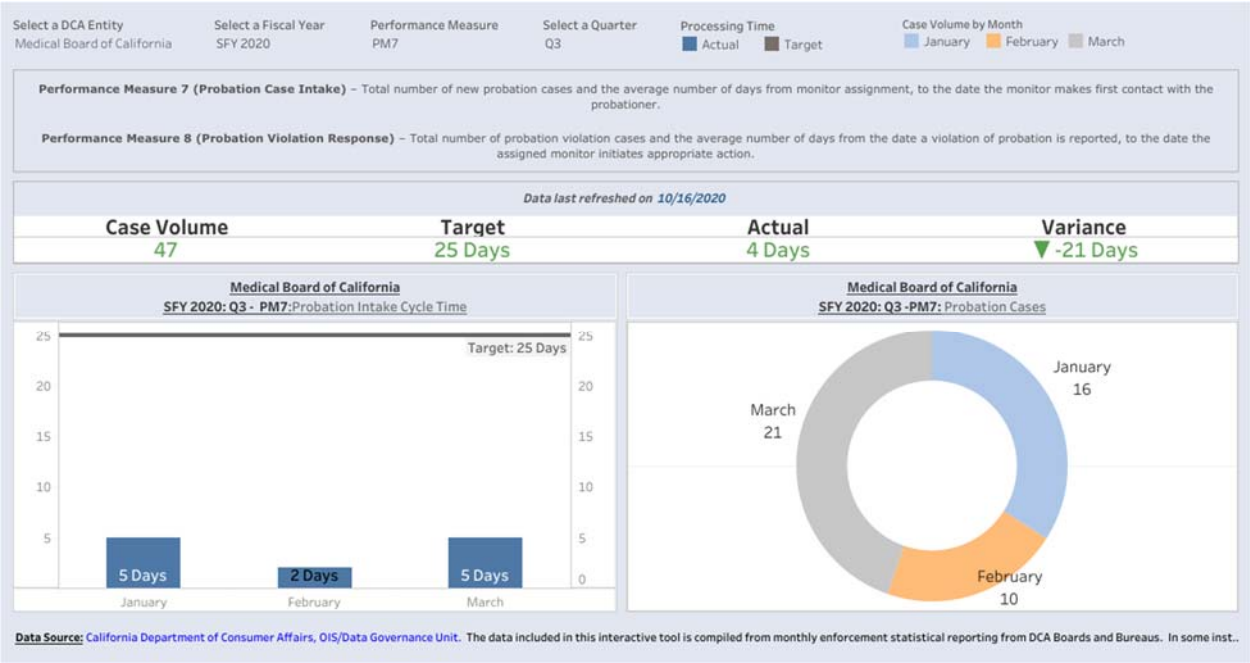 Select a DCA Entity
Medical Board of California
Select a Fiscal Year
SFY 2020
Performance Measure
PM7
Select a Quarter
Q3
Processing Time
Actual Target
Case Volume by Month
January February March
Performance Measure 7 (Probation Case Intake) – Total number of new probation cases and the average number of days from monitor assignment, to the date the monitor makes first contact with the
probationer.
Performance Measure 8 (Probation Violation Response) – Total number of probation violation cases and the average number of days from the date a violation of probation is reported, to the date the
assigned monitor initiates appropriate action.
Data last refreshed on 10/16/2020
Case Volume Target Actual Variance
47 25 Days 4 Days ▼ -21 Days
Medical Board of California
SFY 2020: Q3 - PM7:Probation Intake Cycle Time
25 25
Target: 25 Days
20 20
15 15
10 10
5 5
5 Days 2 Days 5 Days 0
January February March
Medical Board of California
SFY 2020: Q3 -PM7: Probation Cases
January
16
March
21
February
10
Data Source: California Department of Consumer Affairs, OIS/Data Governance Unit. The data included in this interactive tool is compiled from monthly enforcement statistical reporting from DCA Boards and Bureaus. In some inst..